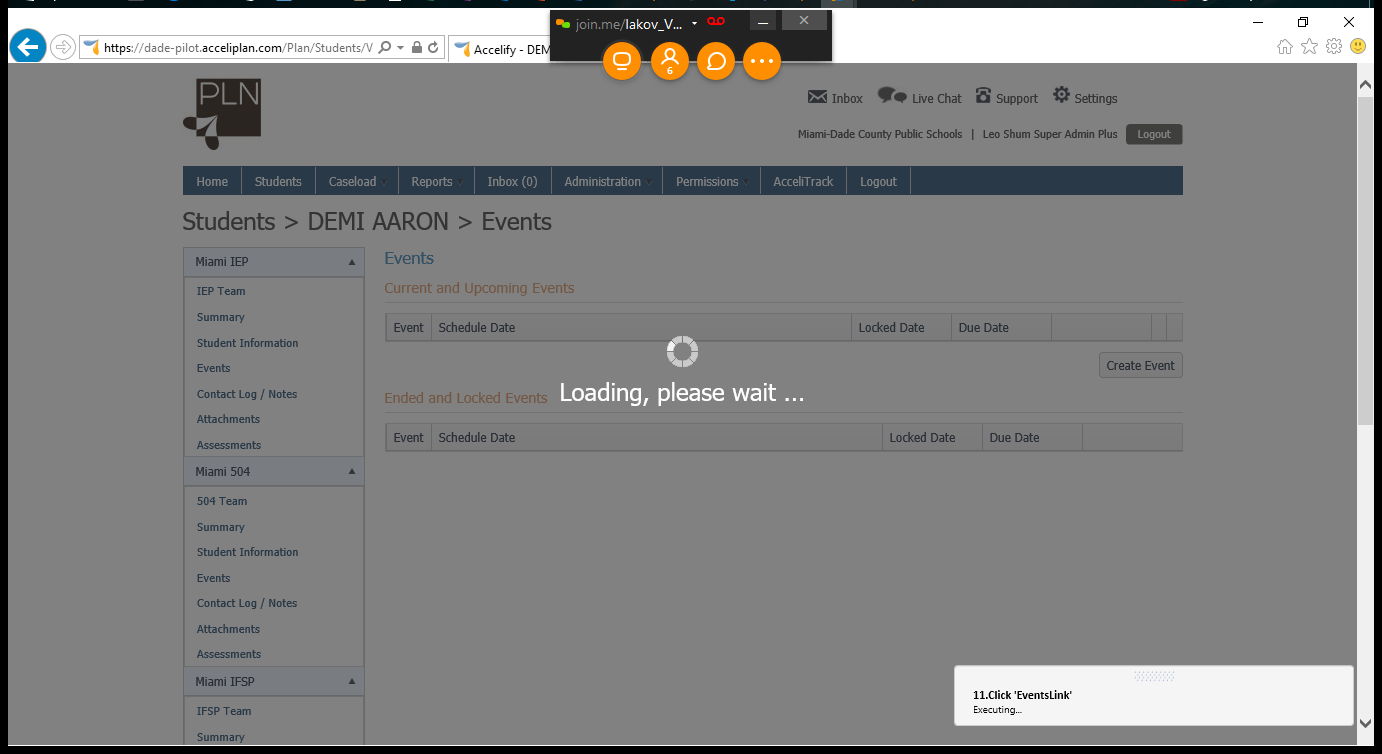 join.me/Iakov_V...
6
https://dade-pilot.acceliplan.com/Plan/Students/V
Accelify - DEM
PLN
Inbox Live Chat Support Settings
Miami-Dade County Public Schools | Leo Shum Super Admin Plus Logout
Home Students Caseload Reports Inbox (0) Administration Permissions AcceliTrack Logout
Students > DEMI AARON > Events
Miami IEP
IEP Team
Summary
Student Information
Events
Contact Log / Notes
Attachments
Assessments
Miami 504
504 Team
Summary
Student Information
Events
Contact Log / Notes
Attachments
Assessments
Miami IFSP
IFSP Team
Summary
Events
Current and Upcoming Events
Event Schedule Date Locked Date Due Date
Create Event
Loading, please wait ...
Ended and Locked Events
Event Schedule Date Locked Date Due Date
11.Click 'EventsLink'
Executing...